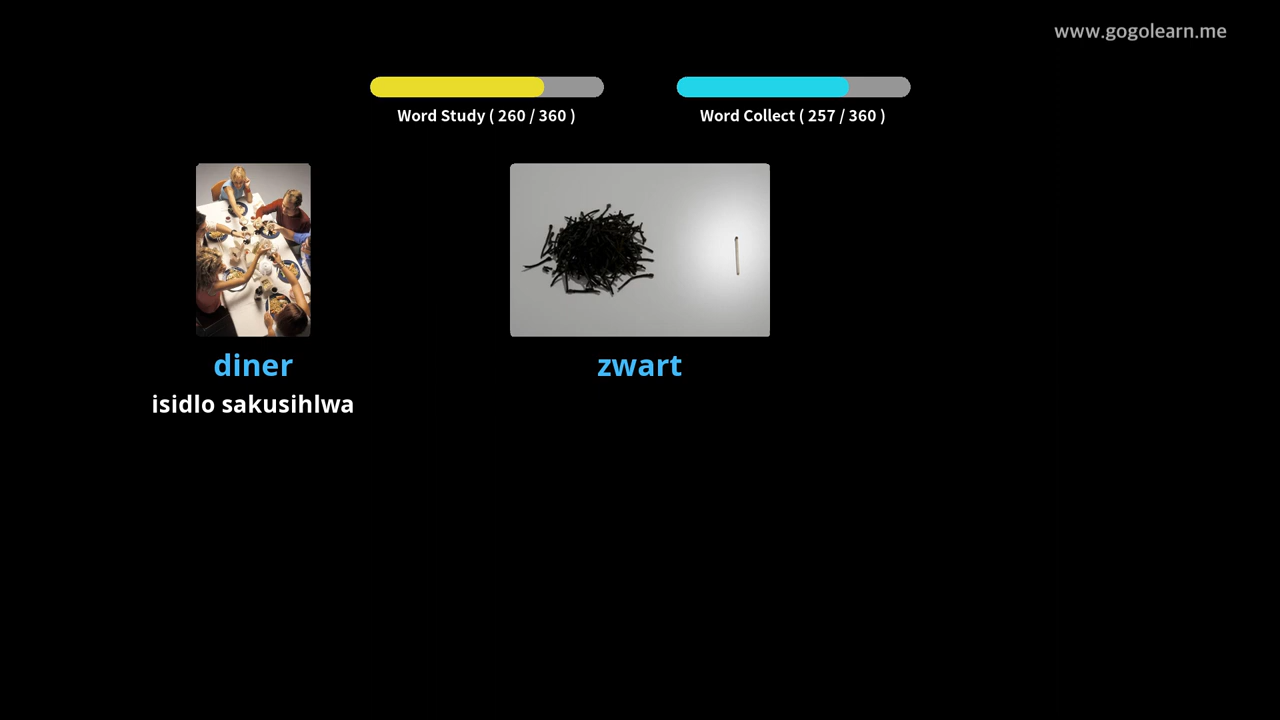 www.gogolearn.me
Word Study ( 260 / 360 )
Word Collect ( 257 / 360 )
diner
zwart
isidlo sakusihlwa